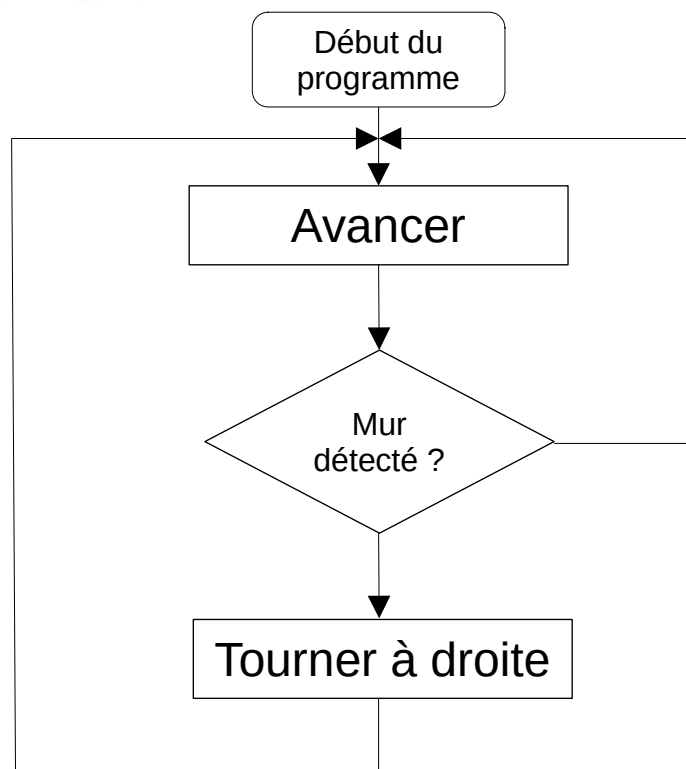 Début du
programme
Avancer
Mur
détecté ?
Tourner à droite